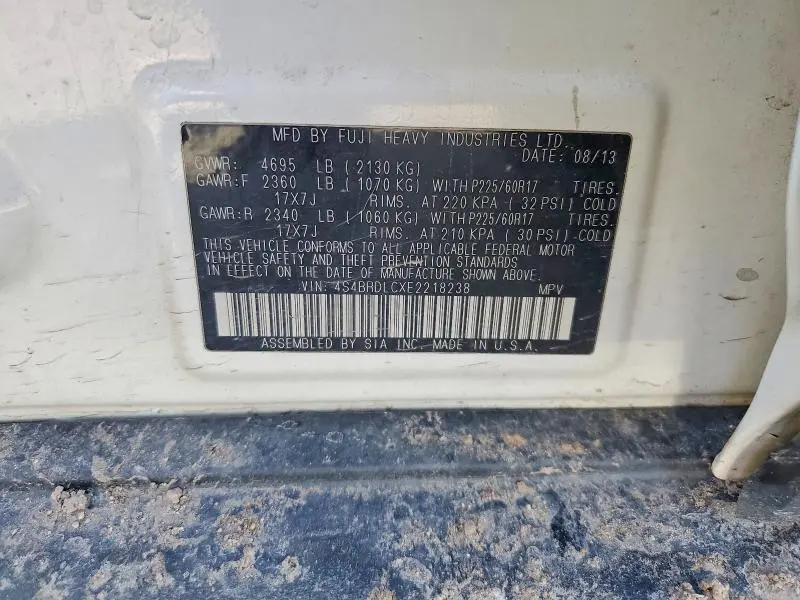 MFD BY FUJI HEAVY INDUSTRIES LTD.
DATE: 08/13
GVWR: 4695 LB ( 2130 KG)
GAWR:F 2360 LB ( 1070 KG) WITH P225/60R17 TIRES.
17X7J RIMS. AT 220 KPA ( 32 PSI) COLD
GAWR:R 2340 LB ( 1060 KG) WITH P225/60R17 TIRES.
17X7J RIMS. AT 210 KPA ( 30 PSI) COLD
THIS VEHICLE CONFORMS TO ALL APPLICABLE FEDERAL MOTOR
VEHICLE SAFETY AND THEFT PREVENTION STANDARDS
IN EFFECT ON THE DATE OF MANUFACTURE SHOWN ABOVE.
VIN: 4S4BRDLCXE2218238 MPV
ASSEMBLED BY SIA INC. MADE IN U.S.A.